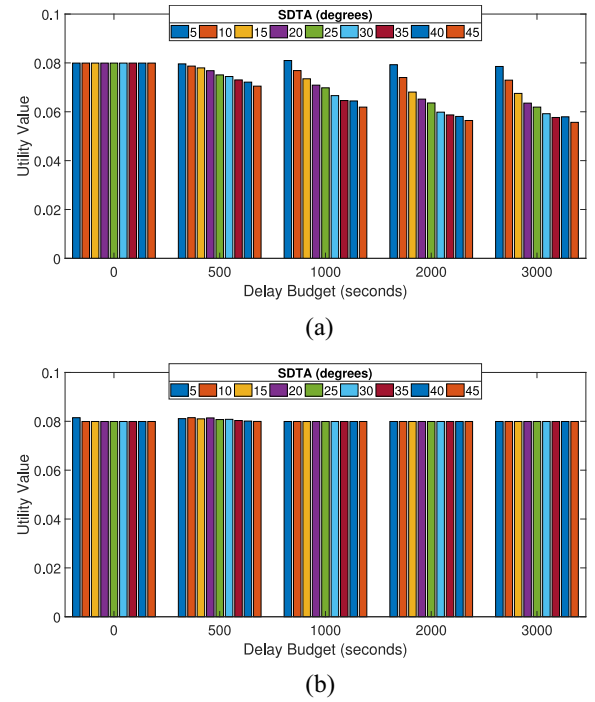 SDTA (degrees)
5 10 15 20 25 30 35 40 45
0.1
0.08
0.06
0.04
0.02
0
Utility Value
0 500 1000 2000 3000
Delay Budget (seconds)
(a)
SDTA (degrees)
5 10 15 20 25 30 35 40 45
0.1
0.08
0.06
0.04
0.02
0
Utility Value
0 500 1000 2000 3000
Delay Budget (seconds)
(b)